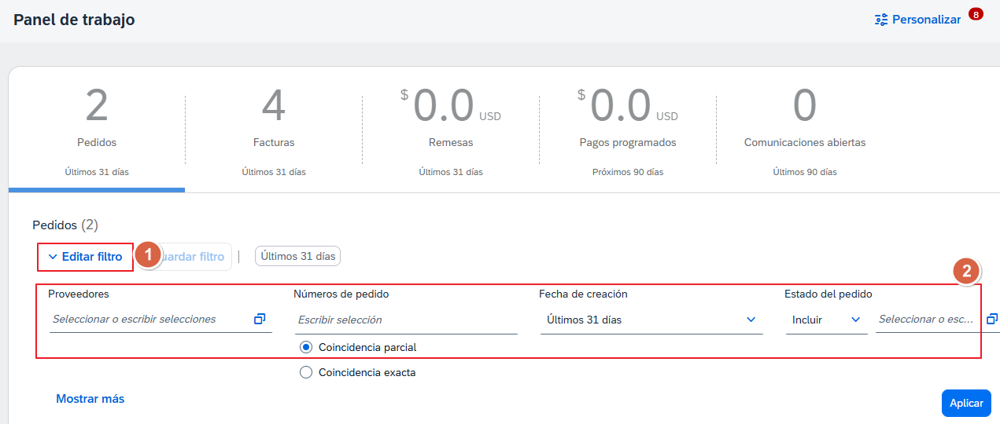 Panel de trabajo
Personalizar 8
2 4 $ 0.0 USD $ 0.0 USD 0
Pedidos Facturas Remesas Pagos programados Comunicaciones abiertas
Últimos 31 días Últimos 31 días Últimos 31 días Próximos 90 días Últimos 90 días
Pedidos (2)
Editar filtro 1 uardar filtro | Últimos 31 días
2
Proveedores Números de pedido Fecha de creación Estado del pedido
Seleccionar o escribir selecciones Escribir selección Últimos 31 días Incluir Seleccionar o esc...
Coincidencia parcial
Coincidencia exacta
Mostrar más
Aplicar